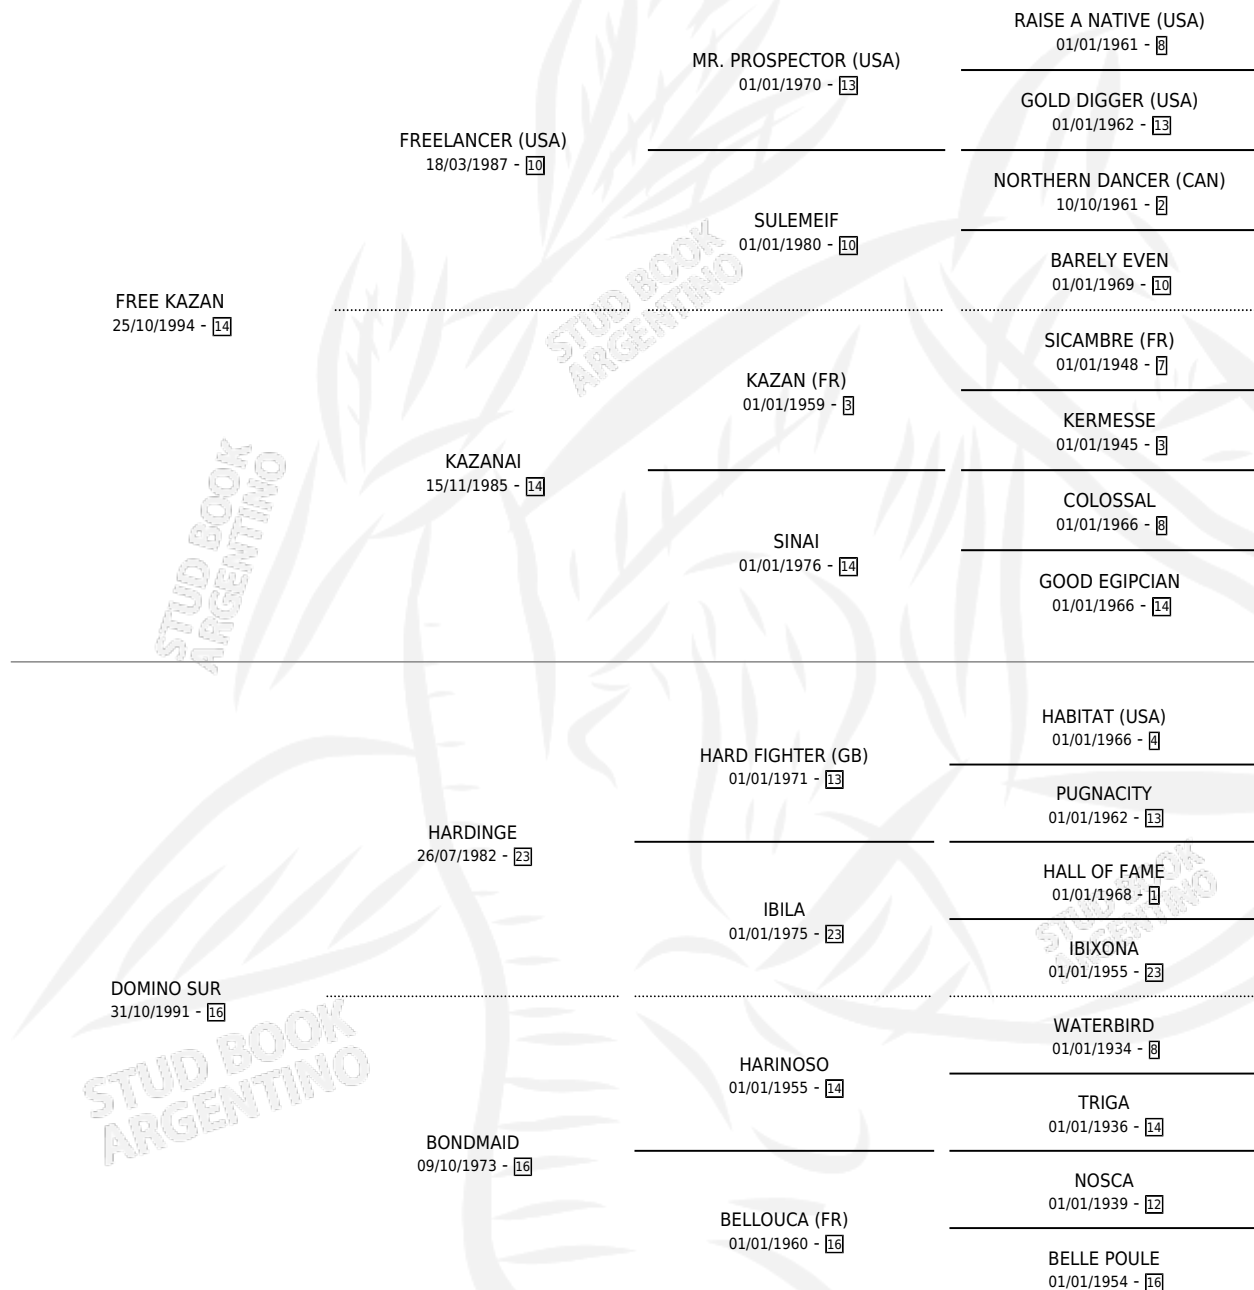 RAISE A NATIVE (USA)
01/01/1961 - 8
MR. PROSPECTOR (USA)
01/01/1970 - 13
GOLD DIGGER (USA)
01/01/1962 - 13
FREELANCER (USA)
18/03/1987 - 10
NORTHERN DANCER (CAN)
10/10/1961 - 2
SULEMEIF
01/01/1980 - 10
BARELY EVEN
01/01/1969 - 10
FREE KAZAN
25/10/1994 - 14
STUD BOOK
ARGENTINO
SICAMBRE (FR)
01/01/1948 - 7
KAZAN (FR)
01/01/1959 - 3
KERMESSE
01/01/1945 - 3
KAZANAI
15/11/1985 - 14
COLOSSAL
01/01/1966 - 8
SINAI
01/01/1976 - 14
GOOD EGIPCIAN
01/01/1966 - 14
STUD BOOK
ARGENTINO
HABITAT (USA)
01/01/1966 - 4
HARD FIGHTER (GB)
01/01/1971 - 13
PUGNACITY
01/01/1962 - 13
HARDINGE
26/07/1982 - 23
HALL OF FAME
01/01/1968 - 1
IBILA
01/01/1975 - 23
STUD BOOK
ARGENTINO
IBIXONA
01/01/1955 - 23
DOMINO SUR
31/10/1991 - 16
STUD BOOK
ARGENTINO
WATERBIRD
01/01/1934 - 8
HARINOSO
01/01/1955 - 14
TRIGA
01/01/1936 - 14
BONDMAID
09/10/1973 - 16
NOSCA
01/01/1939 - 12
BELLOUCA (FR)
01/01/1960 - 16
BELLE POULE
01/01/1954 - 16